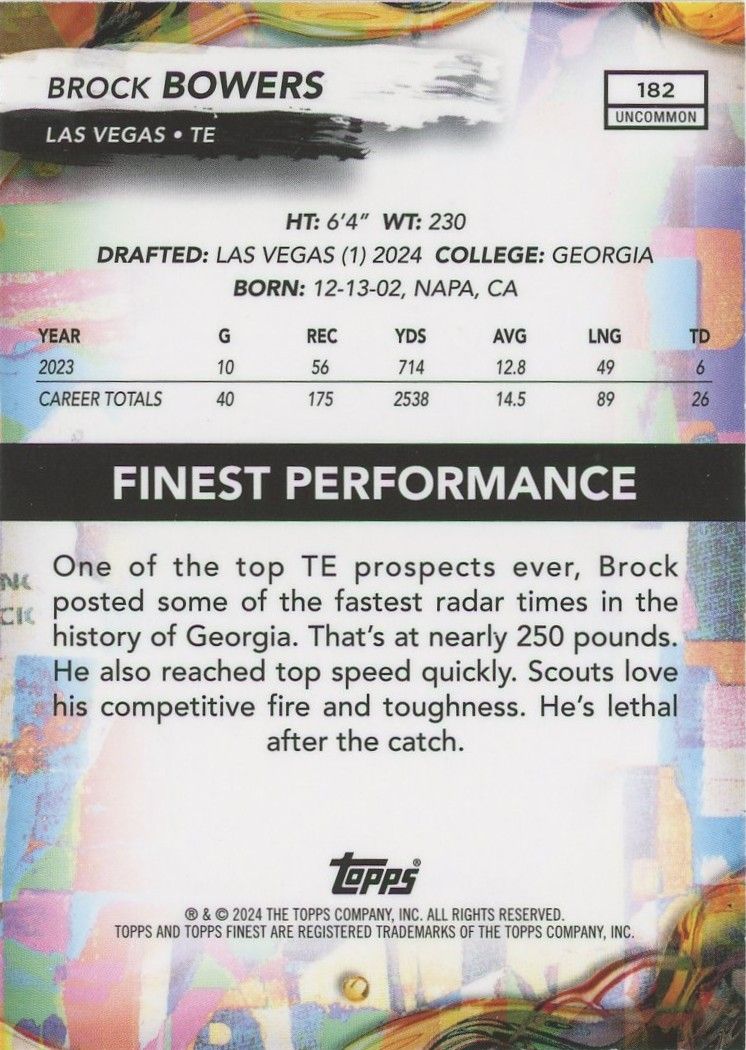 BROCK BOWERS
182
UNCOMMON
LAS VEGAS • TE
HT: 6'4" WT: 230
DRAFTED: LAS VEGAS (1) 2024 COLLEGE: GEORGIA
BORN: 12-13-02, NAPA, CA
YEAR G REC YDS AVG LNG TD
2023 10 56 714 12.8 49 6
CAREER TOTALS 40 175 2538 14.5 89 26
FINEST PERFORMANCE
One of the top TE prospects ever, Brock
posted some of the fastest radar times in the
history of Georgia. That's at nearly 250 pounds.
He also reached top speed quickly. Scouts love
his competitive fire and toughness. He's lethal
after the catch.
Topps®
® & © 2024 THE TOPPS COMPANY, INC. ALL RIGHTS RESERVED.
TOPPS AND TOPPS FINEST ARE REGISTERED TRADEMARKS OF THE TOPPS COMPANY, INC.